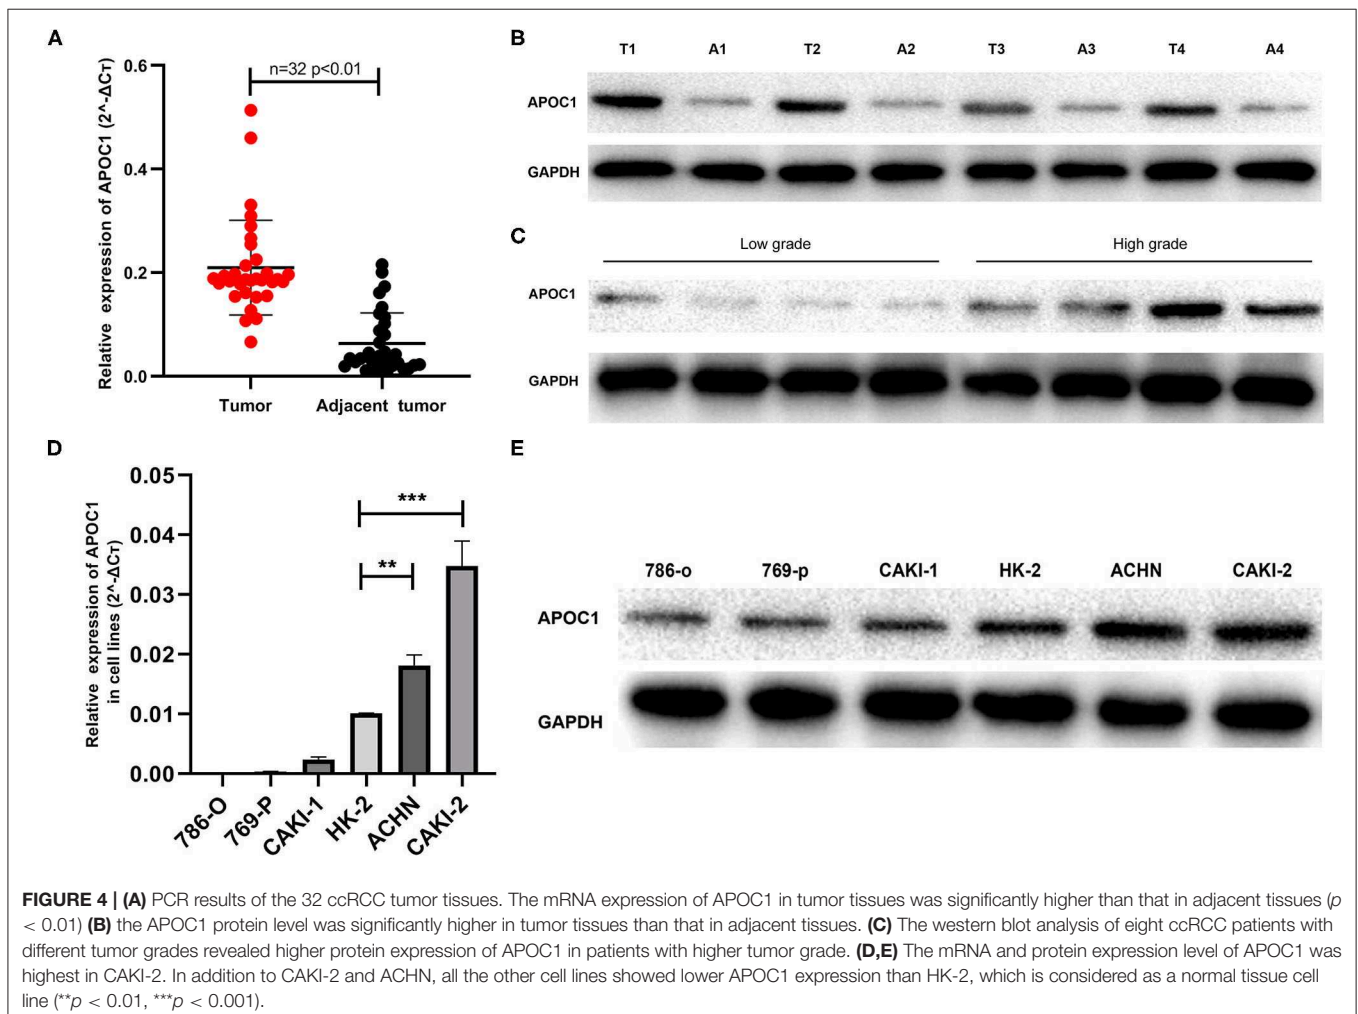 A
Relative expression of APOC1 (2^-ΔCT)
0.6
0.4
0.2
0.0
n=32 p<0.01
Tumor
Adjacent tumor
B
T1 A1 T2 A2 T3 A3 T4 A4
APOC1
GAPDH
C
Low grade High grade
APOC1
GAPDH
D
Relative expression of APOC1
in cell lines (2^-ΔCT)
0.05
0.04
0.03
0.02
0.01
0.00
***
**
786-O
769-P
CAKI-1
HK-2
ACHN
CAKI-2
E
786-o 769-p CAKI-1 HK-2 ACHN CAKI-2
APOC1
GAPDH
FIGURE 4 | (A) PCR results of the 32 ccRCC tumor tissues. The mRNA expression of APOC1 in tumor tissues was significantly higher than that in adjacent tissues (p
< 0.01) (B) the APOC1 protein level was significantly higher in tumor tissues than that in adjacent tissues. (C) The western blot analysis of eight ccRCC patients with
different tumor grades revealed higher protein expression of APOC1 in patients with higher tumor grade. (D,E) The mRNA and protein expression level of APOC1 was
highest in CAKI-2. In addition to CAKI-2 and ACHN, all the other cell lines showed lower APOC1 expression than HK-2, which is considered as a normal tissue cell
line (**p < 0.01, ***p < 0.001).